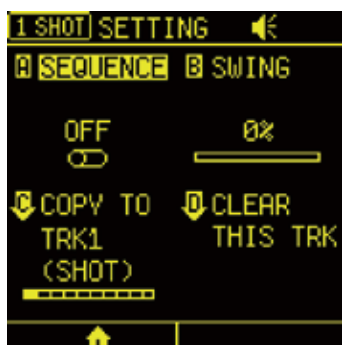 1 SHOT SETTING
A SEQUENCE B SWING
OFF 0%
C COPY TO D CLEAR
TRK1 THIS TRK
(SHOT)